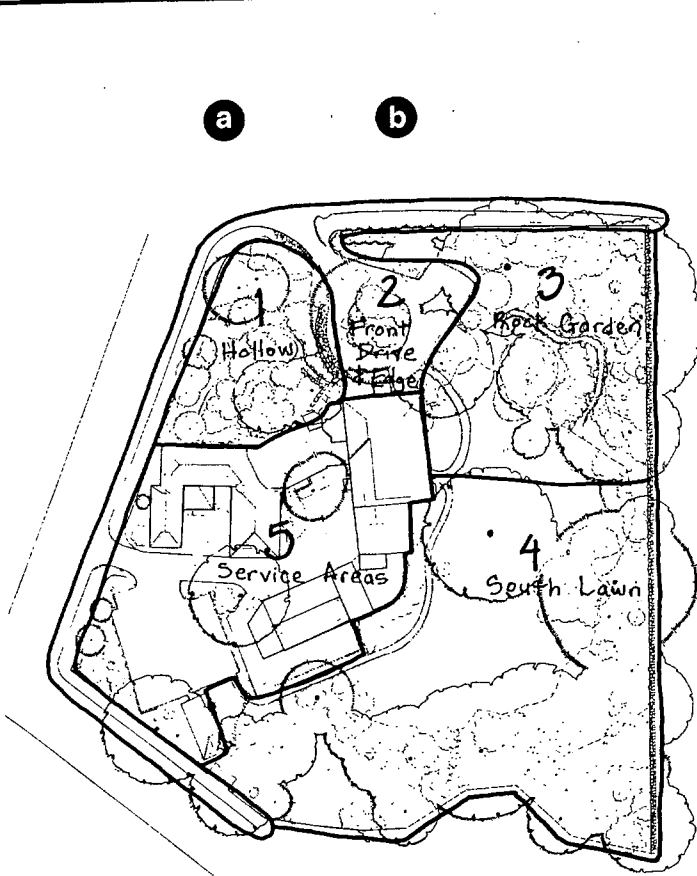 a
b
1
Hollow
2
Front
Drive
+ Edge
3
Rock Garden
4
South Lawn
5
Service Areas